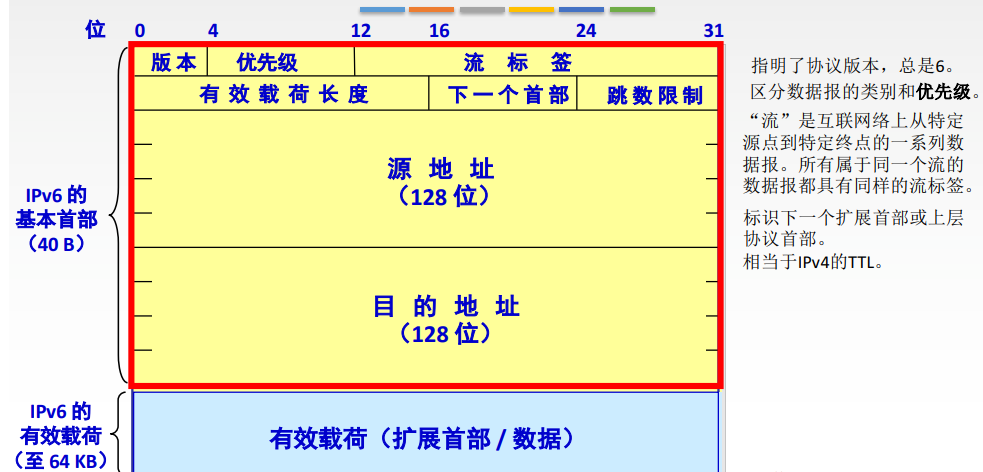 位 0 4 12 16 24 31
版本 优先级 流 标 签
有 效 载 荷 长 度 下一个首部 跳数限制
源 地 址
（128 位）
目 的 地 址
（128 位）
IPv6 的
基本首部
（40 B）
IPv6 的
有效载荷
（至 64 KB）
有效载荷（扩展首部 / 数据）
指明了协议版本，总是6。
区分数据报的类别和优先级。
“流”是互联网络上从特定
源点到特定终点的一系列数
据报。所有属于同一个流的
数据报都具有同样的流标签。
标识下一个扩展首部或上层
协议首部。
相当于IPv4的TTL。